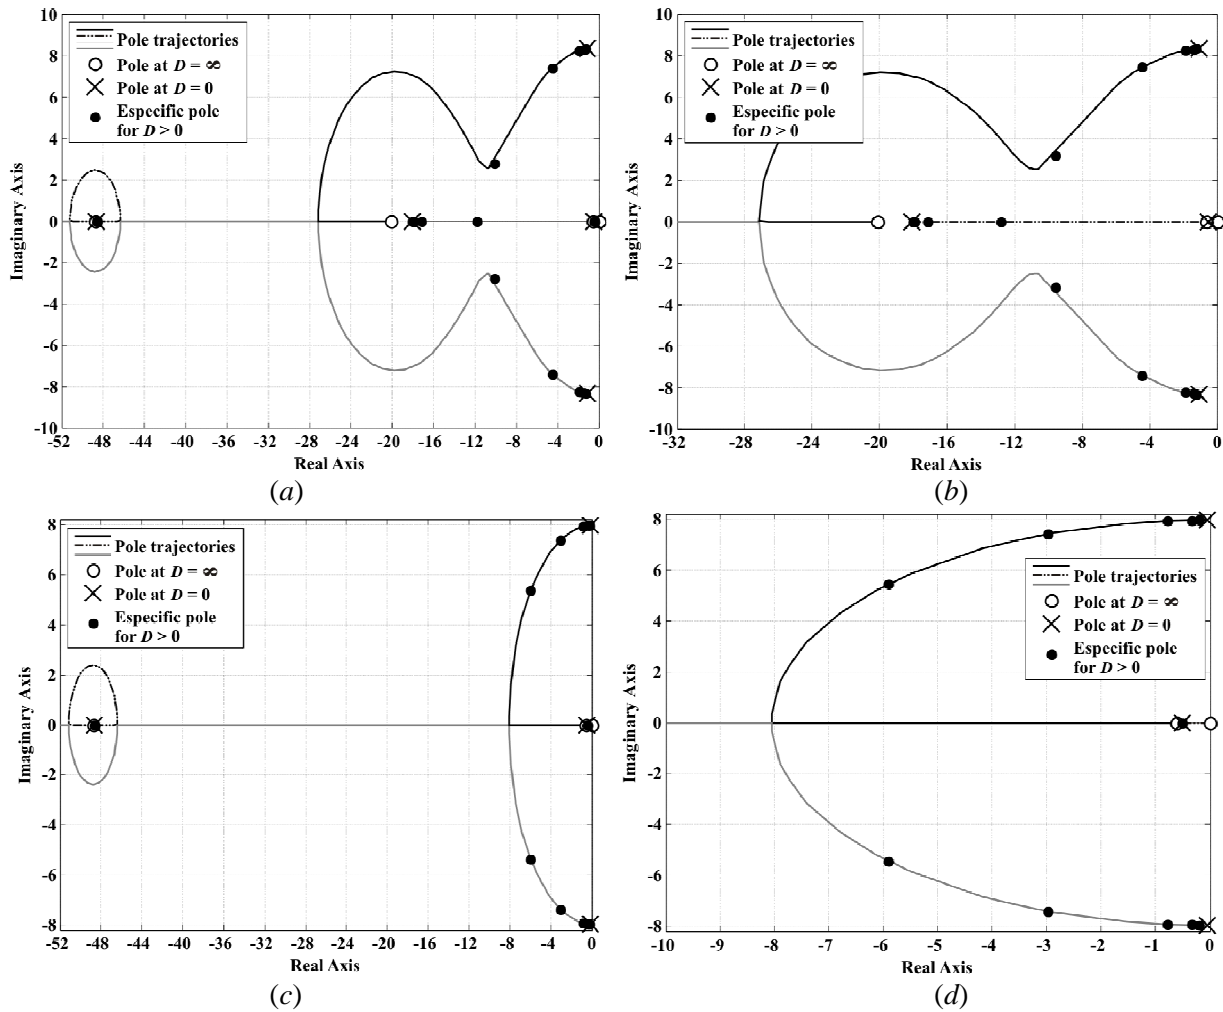 10
8
6
4
2
0
-2
-4
-6
-8
-10
Imaginary Axis
Pole trajectories
Pole at D = ∞
Pole at D = 0
Especific pole
for D > 0
-52 -48 -44 -40 -36 -32 -28 -24 -20 -16 -12 -8 -4 0
Real Axis
(a)
10
8
6
4
2
0
-2
-4
-6
-8
-10
Imaginary Axis
Pole trajectories
Pole at D = ∞
Pole at D = 0
Especific pole
for D > 0
-32 -28 -24 -20 -16 -12 -8 -4 0
Real Axis
(b)
8
6
4
2
0
-2
-4
-6
-8
Imaginary Axis
Pole trajectories
Pole at D = ∞
Pole at D = 0
Especific pole
for D > 0
-52 -48 -44 -40 -36 -32 -28 -24 -20 -16 -12 -8 -4 0
Real Axis
(c)
8
6
4
2
0
-2
-4
-6
-8
Imaginary Axis
Pole trajectories
Pole at D = ∞
Pole at D = 0
Especific pole
for D > 0
-10 -9 -8 -7 -6 -5 -4 -3 -2 -1 0
Real Axis
(d)